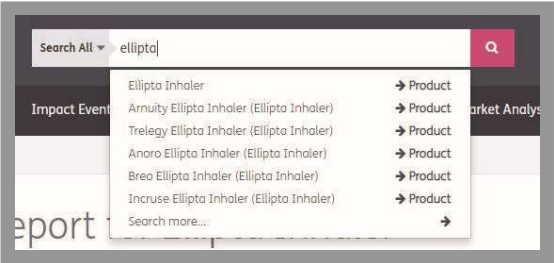 Search All ellipta
Ellipta Inhaler → Product
Arnuity Ellipta Inhaler (Ellipta Inhaler) → Product
Impact Event
arket Analys
Trelegy Ellipta Inhaler (Ellipta Inhaler) → Product
Anoro Ellipta Inhaler (Ellipta Inhaler) → Product
Breo Ellipta Inhaler (Ellipta Inhaler) → Product
Incruse Ellipta Inhaler (Ellipta Inhaler) → Product
Search more... →
eport